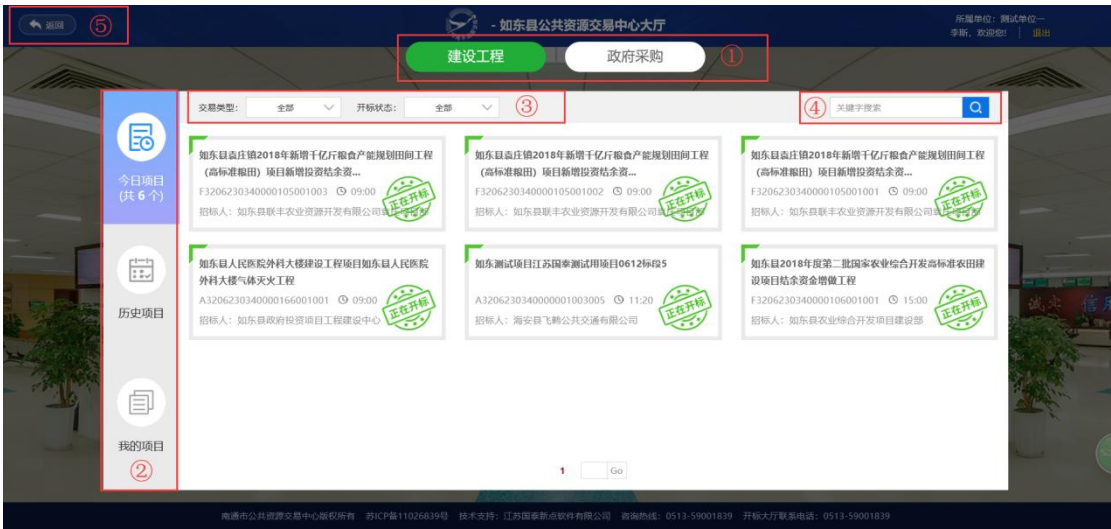 返回
⑤
- 如东县公共资源交易中心大厅
所属单位：测试单位一
李昕，欢迎您! | 退出
建设工程
政府采购
①
交易类型：
全部
开标状态：
全部
③
④
关键字搜索
今日项目
(共 6 个)
历史项目
我的项目
②
如东县袁庄镇2018年新增千亿斤粮食产能规划田间工程
（高标准粮田）项目新增投资结余资...
F3206230340000105001003 09:00
招标人：如东县联丰农业资源开发有限公司
正在开标
如东县袁庄镇2018年新增千亿斤粮食产能规划田间工程
（高标准粮田）项目新增投资结余资...
F3206230340000105001002 09:00
招标人：如东县联丰农业资源开发有限公司
正在开标
如东县袁庄镇2018年新增千亿斤粮食产能规划田间工程
（高标准粮田）项目新增投资结余资...
F3206230340000105001001 09:00
招标人：如东县联丰农业资源开发有限公司
正在开标
如东县人民医院外科大楼建设工程项目如东县人民医院
外科大楼气体灭火工程
A3206230340000166001001 09:00
招标人：如东县政府投资项目工程建设中心
正在开标
如东测试项目江苏国泰测试用项目0612标段5
A3206230340000001003005 11:20
招标人：海安县飞鹤公共交通有限公司
正在开标
如东县2018年度第二批国家农业综合开发高标准农田建
设项目结余资金增做工程
F3206230340000106001001 15:00
招标人：如东县农业综合开发项目建设部
正在开标
1
Go
诚 光 信 用
南通市公共资源交易中心版权所有 苏ICP备11026839号 技术支持：江苏国泰新点软件有限公司 咨询热线：0513-59001839 开标大厅联系电话：0513-59001839